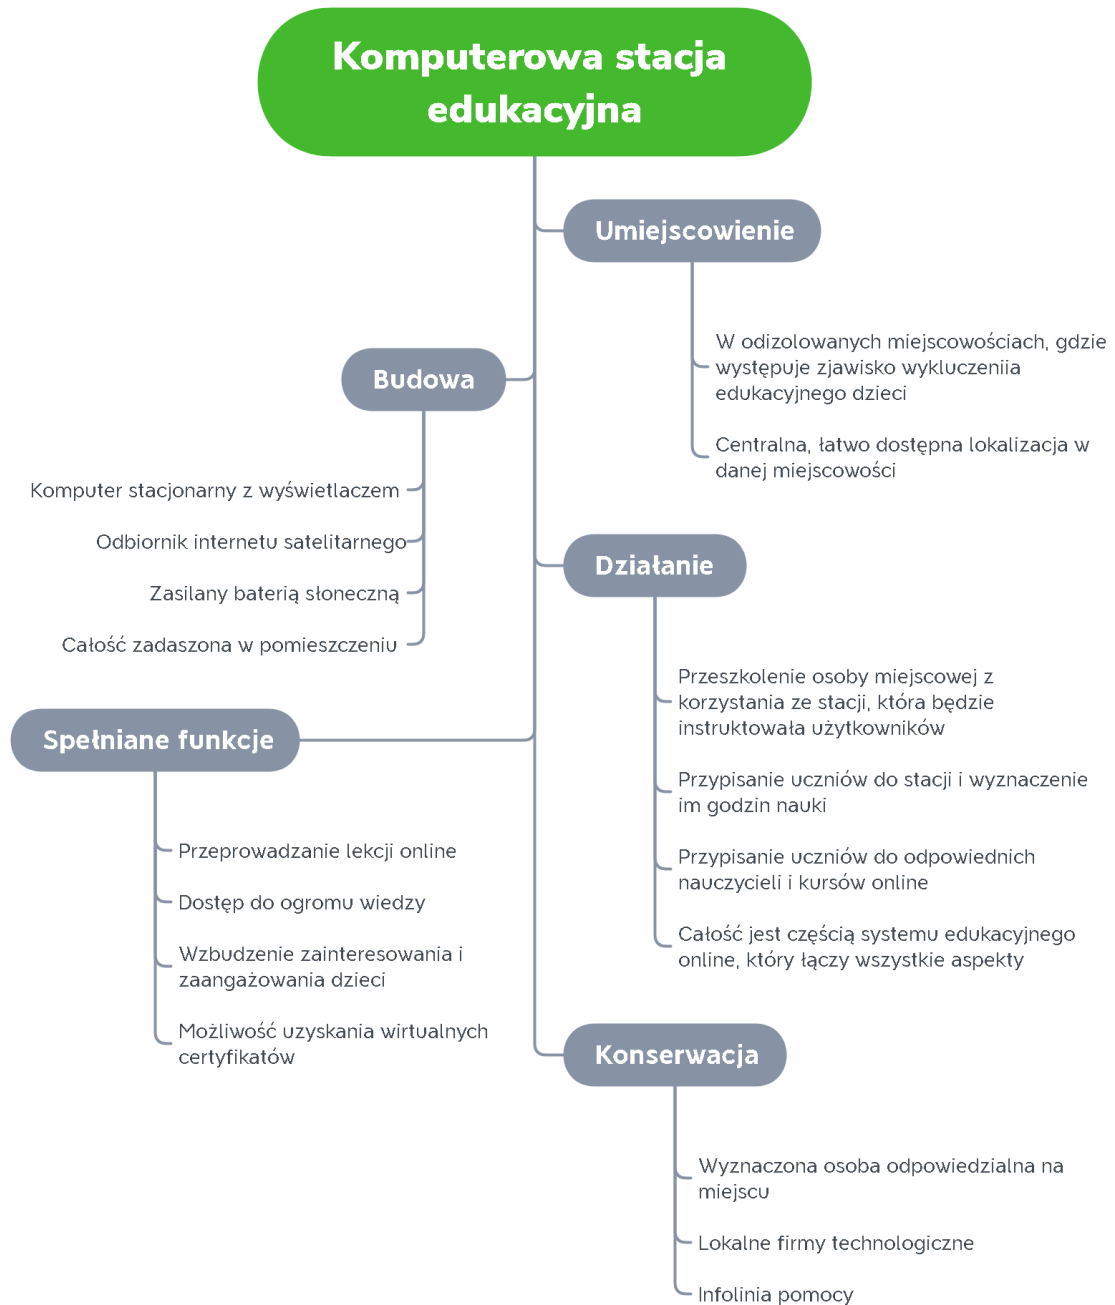 Komputerowa stacja
edukacyjna
Umiejscowienie
W odizolowanych miejscowościach, gdzie
występuje zjawisko wykluczeniia
edukacyjnego dzieci
Centralna, łatwo dostępna lokalizacja w
danej miejscowości
Budowa
Komputer stacjonarny z wyświetlaczem
Odbiornik internetu satelitarnego
Zasilany baterią słoneczną
Całość zadaszona w pomieszczeniu
Działanie
Przeszkolenie osoby miejscowej z
korzystania ze stacji, która będzie
instruktowała użytkowników
Przypisanie uczniów do stacji i wyznaczenie
im godzin nauki
Przypisanie uczniów do odpowiednich
nauczycieli i kursów online
Całość jest częścią systemu edukacyjnego
online, który łączy wszystkie aspekty
Spełniane funkcje
Przeprowadzanie lekcji online
Dostęp do ogromu wiedzy
Wzbudzenie zainteresowania i
zaangażowania dzieci
Możliwość uzyskania wirtualnych
certyfikatów
Konserwacja
Wyznaczona osoba odpowiedzialna na
miejscu
Lokalne firmy technologiczne
Infolinia pomocy